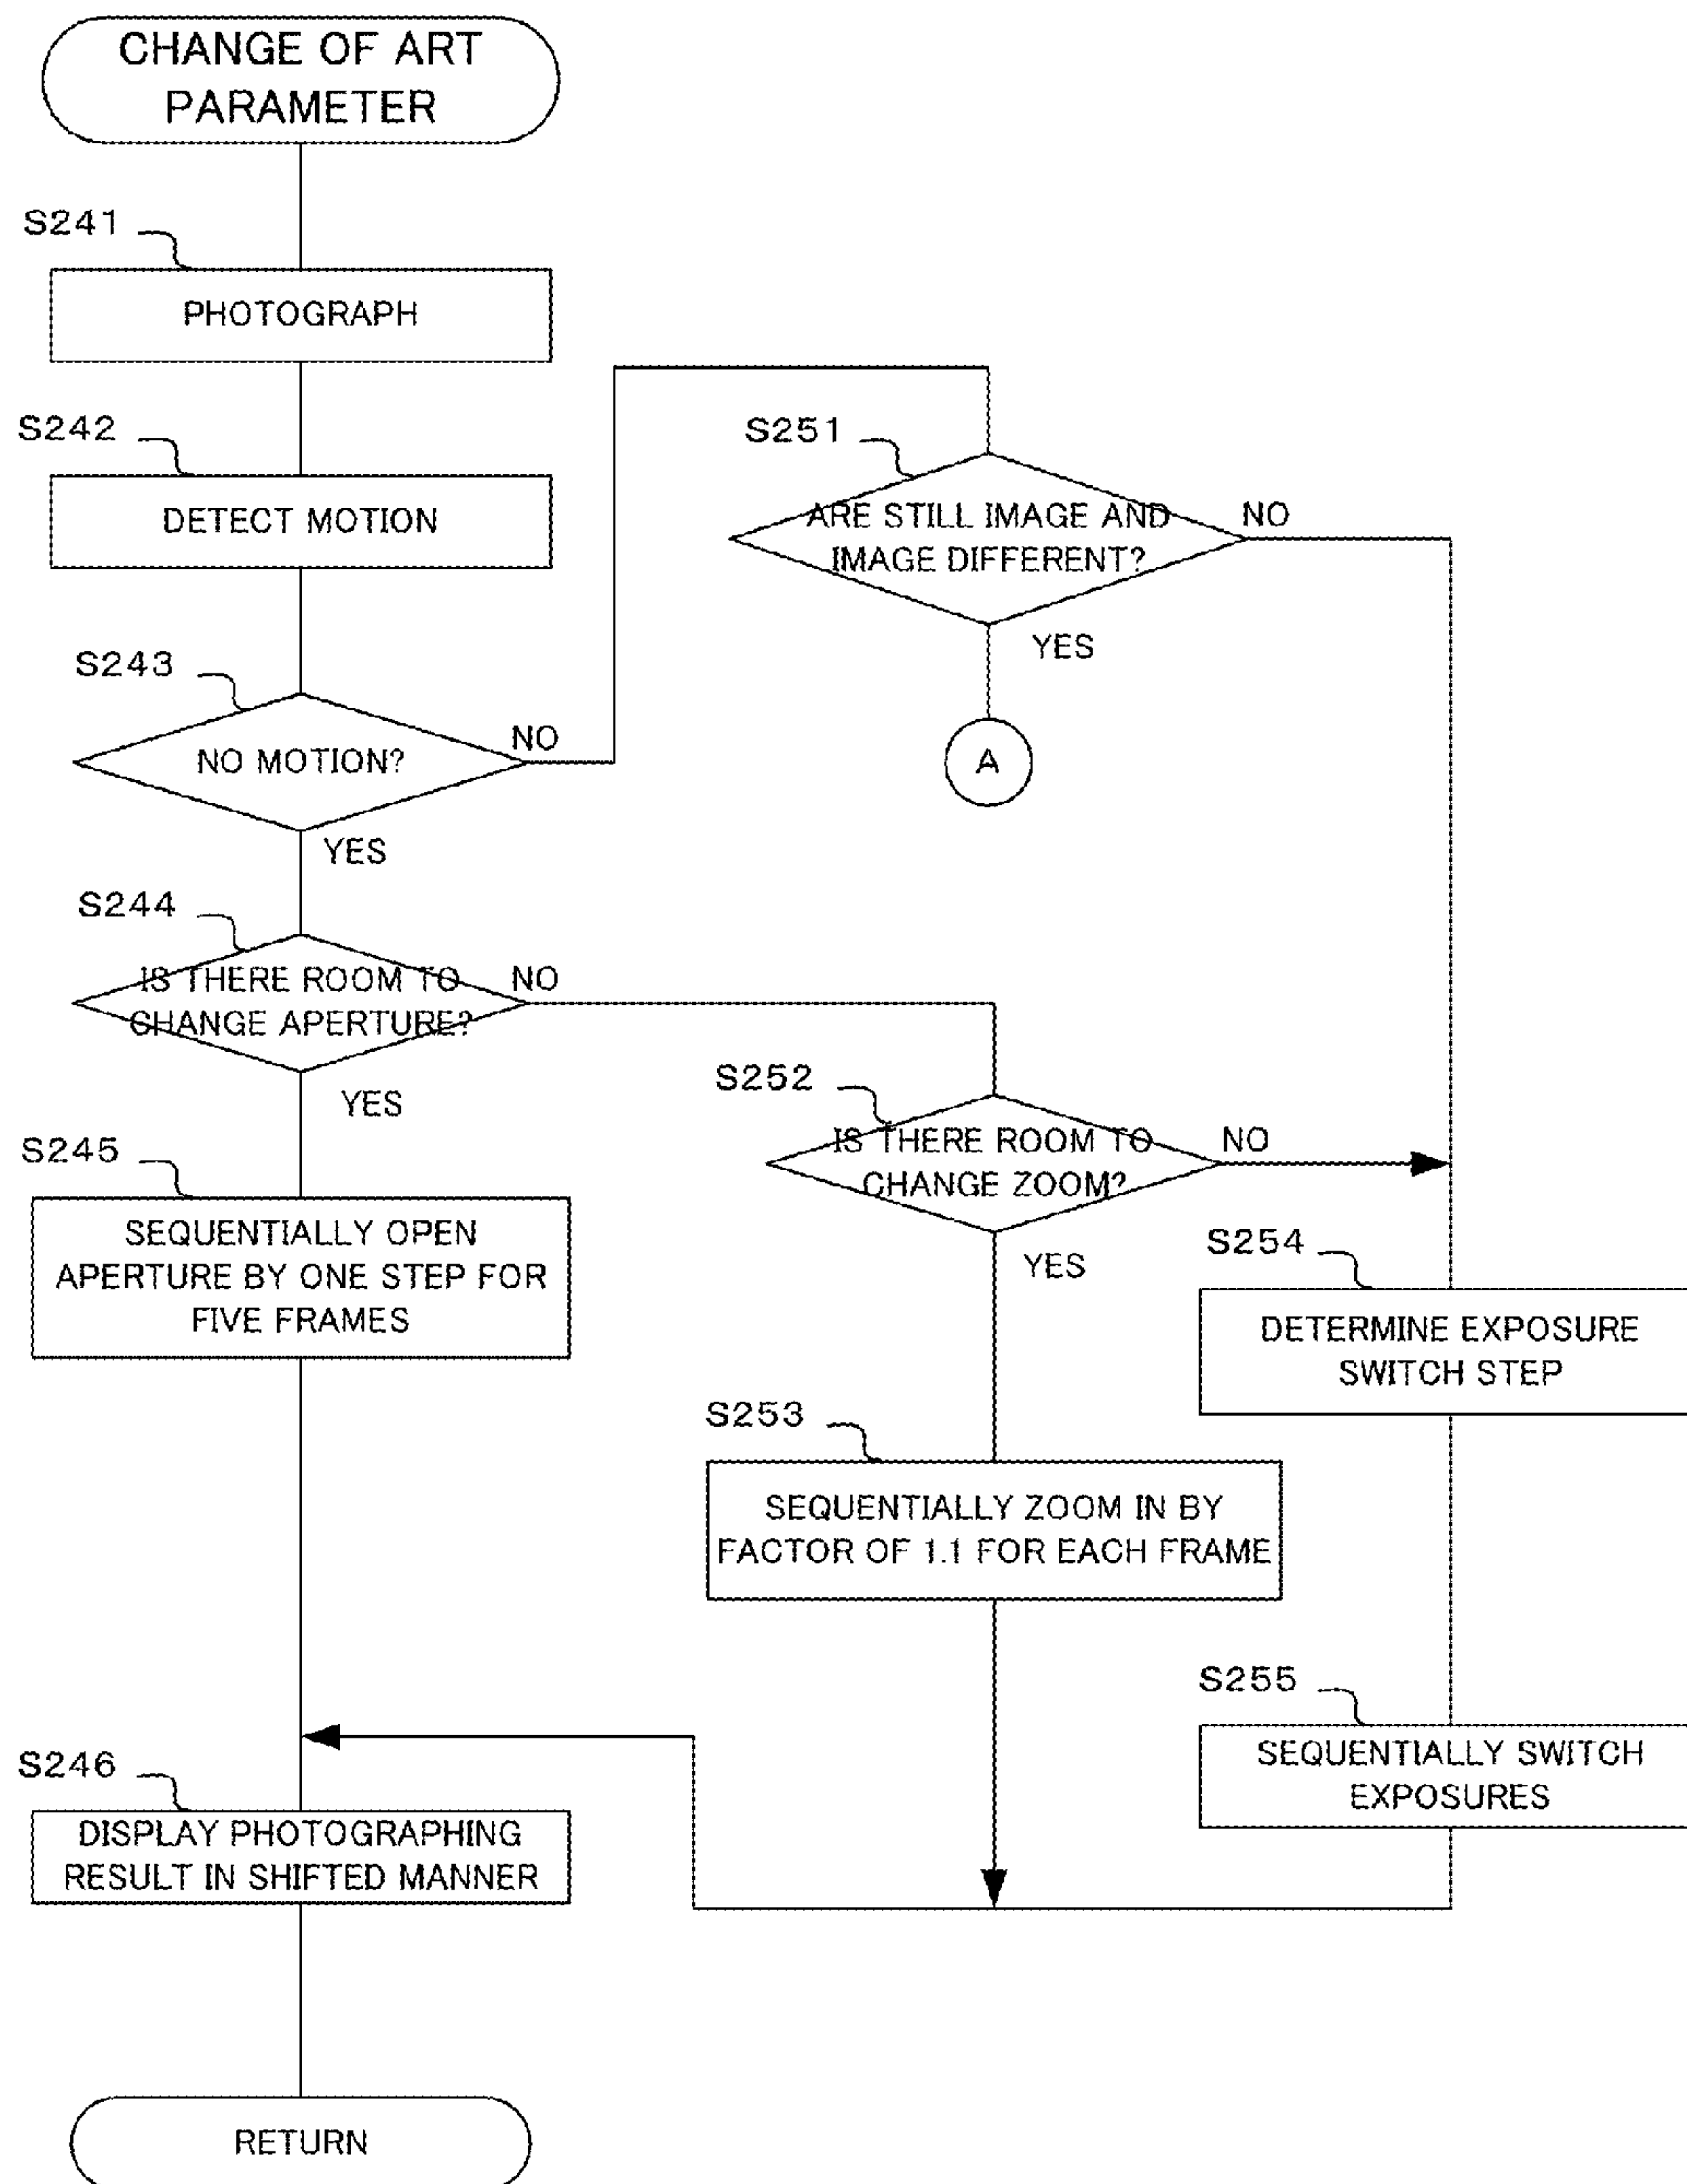 CHANGE OF ART
PARAMETER
S241
PHOTOGRAPH
S242
DETECT MOTION
S243
NO MOTION?
NO
YES
S251
ARE STILL IMAGE AND
IMAGE DIFFERENT?
NO
YES
A
S244
IS THERE ROOM TO
CHANGE APERTURE?
NO
YES
S245
SEQUENTIALLY OPEN
APERTURE BY ONE STEP FOR
FIVE FRAMES
S252
IS THERE ROOM TO
CHANGE ZOOM?
NO
YES
S253
SEQUENTIALLY ZOOM IN BY
FACTOR OF 1.1 FOR EACH FRAME
S254
DETERMINE EXPOSURE
SWITCH STEP
S255
SEQUENTIALLY SWITCH
EXPOSURES
S246
DISPLAY PHOTOGRAPHING
RESULT IN SHIFTED MANNER
RETURN